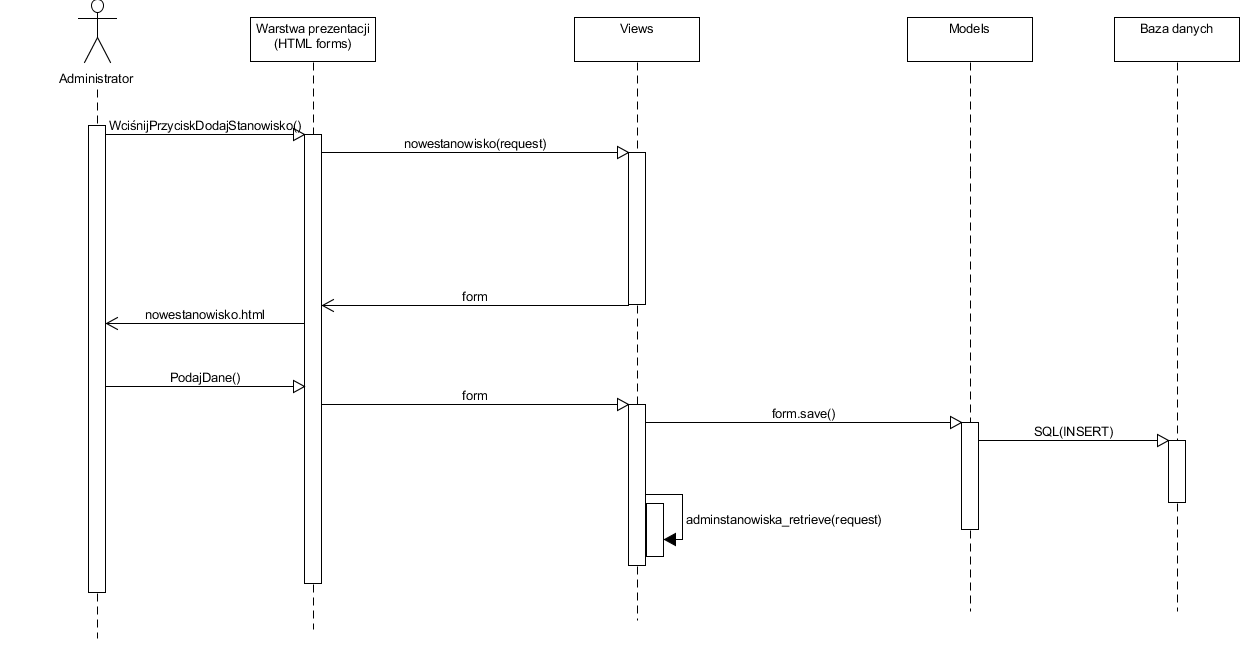 Warstwa prezentacji
(HTML forms)
Views
Models
Baza danych
Administrator
WciśnijPrzyciskDodajStanowisko()
nowestanowisko(request)
form
nowestanowisko.html
PodajDane()
form
form.save()
SQL(INSERT)
adminstanowiska_retrieve(request)